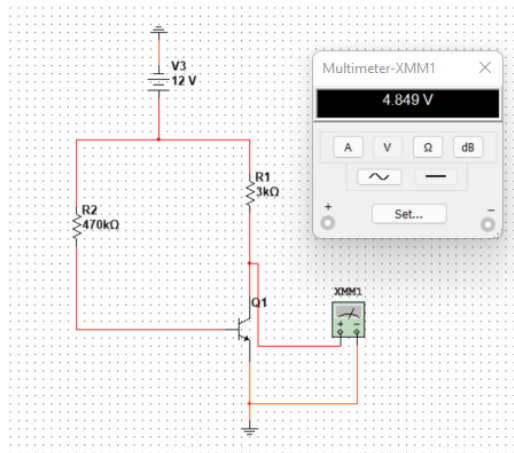 V3
12 V
Multimeter-XMM1
4.849 V
A V Ω dB
+ Set... -
R1
3kΩ
R2
470kΩ
XMM1
Q1
+ -